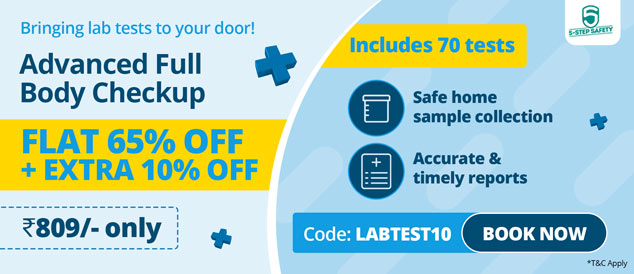 Bringing lab tests to your door!
Advanced Full
Body Checkup
FLAT 65% OFF
+ EXTRA 10% OFF
₹809/- only
5
5-STEP SAFETY
Includes 70 tests
Safe home
sample collection
Accurate &
timely reports
Code: LABTEST10
BOOK NOW
*T&C Apply